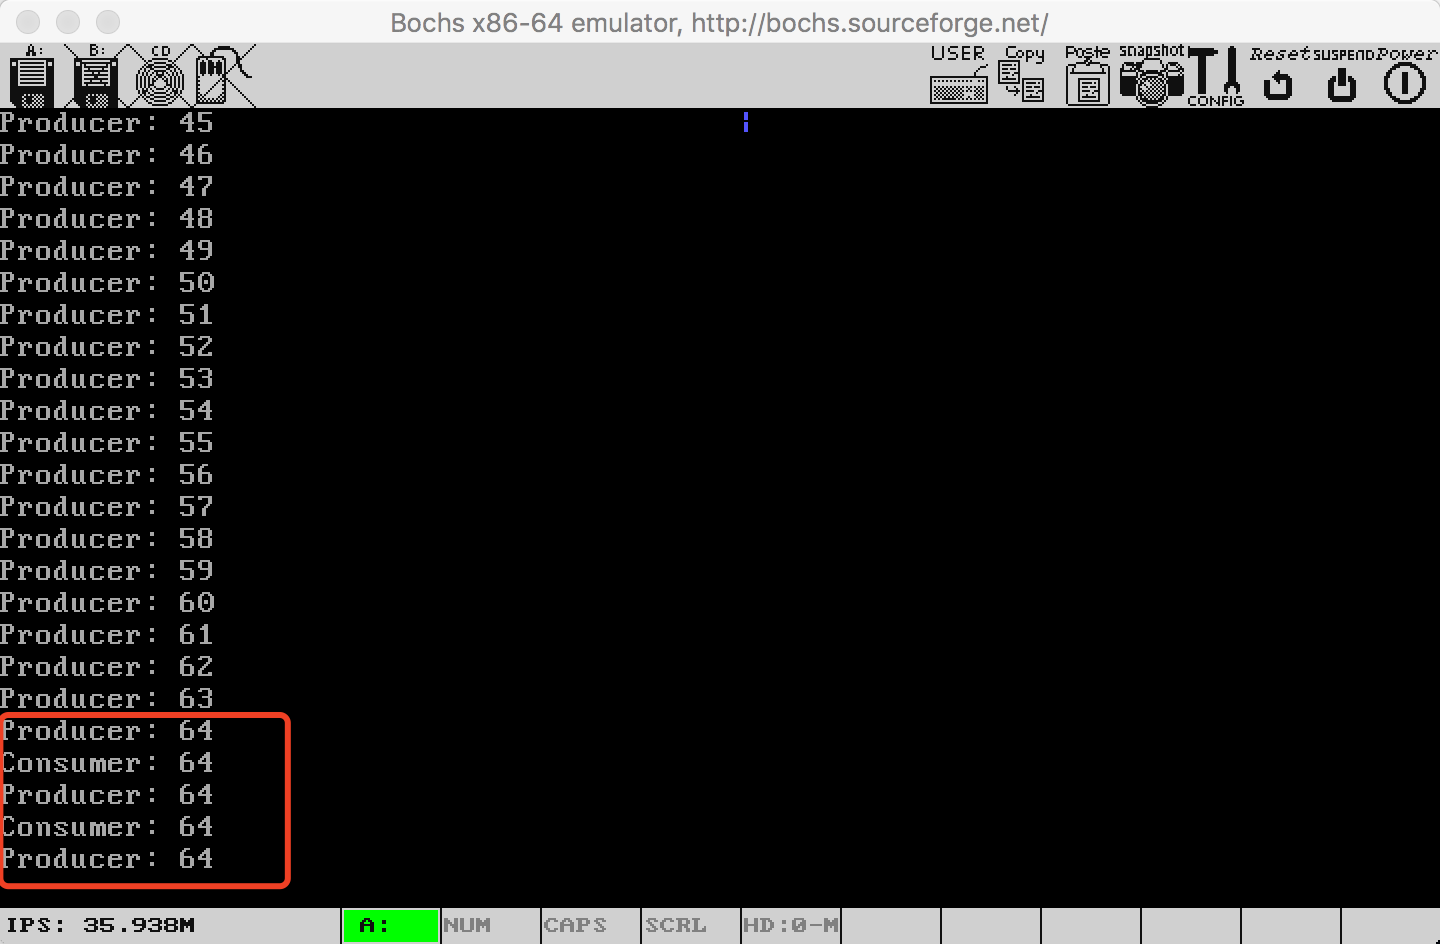 Bochs x86-64 emulator, http://bochs.sourceforge.net/
A: B: CD USER Copy Paste snapshot CONFIG Reset SUSPEND Power
Producer: 45
Producer: 46
Producer: 47
Producer: 48
Producer: 49
Producer: 50
Producer: 51
Producer: 52
Producer: 53
Producer: 54
Producer: 55
Producer: 56
Producer: 57
Producer: 58
Producer: 59
Producer: 60
Producer: 61
Producer: 62
Producer: 63
Producer: 64
Consumer: 64
Producer: 64
Consumer: 64
Producer: 64
IPS: 35.938M A: NUM CAPS SCRL HD:0-M